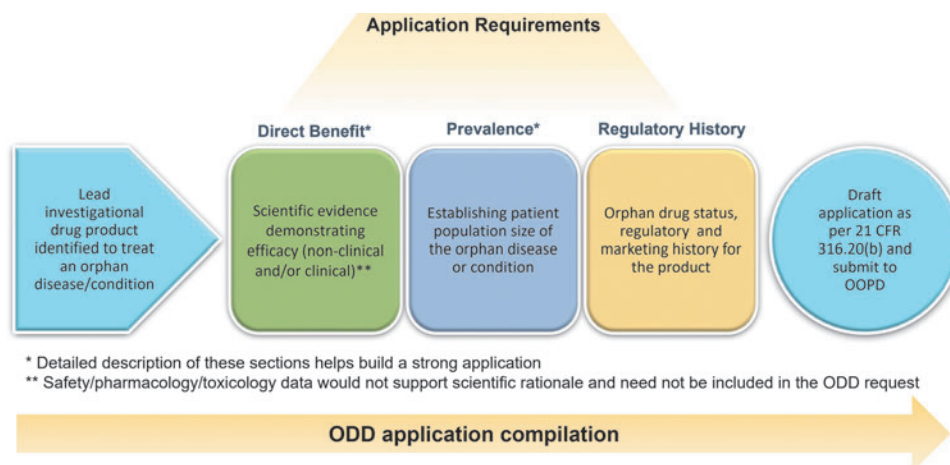 Application Requirements
Direct Benefit*
Prevalence*
Regulatory History
Lead
investigational
drug product
identified to treat
an orphan
disease/condition
Scientific evidence
demonstrating
efficacy (non-clinical
and/or clinical)**
Establishing patient
population size of
the orphan disease
or condition
Orphan drug status,
regulatory and
marketing history for
the product
Draft
application as
per 21 CFR
316.20(b) and
submit to
OOPD
* Detailed description of these sections helps build a strong application
** Safety/pharmacology/toxicology data would not support scientific rationale and need not be included in the ODD request
ODD application compilation